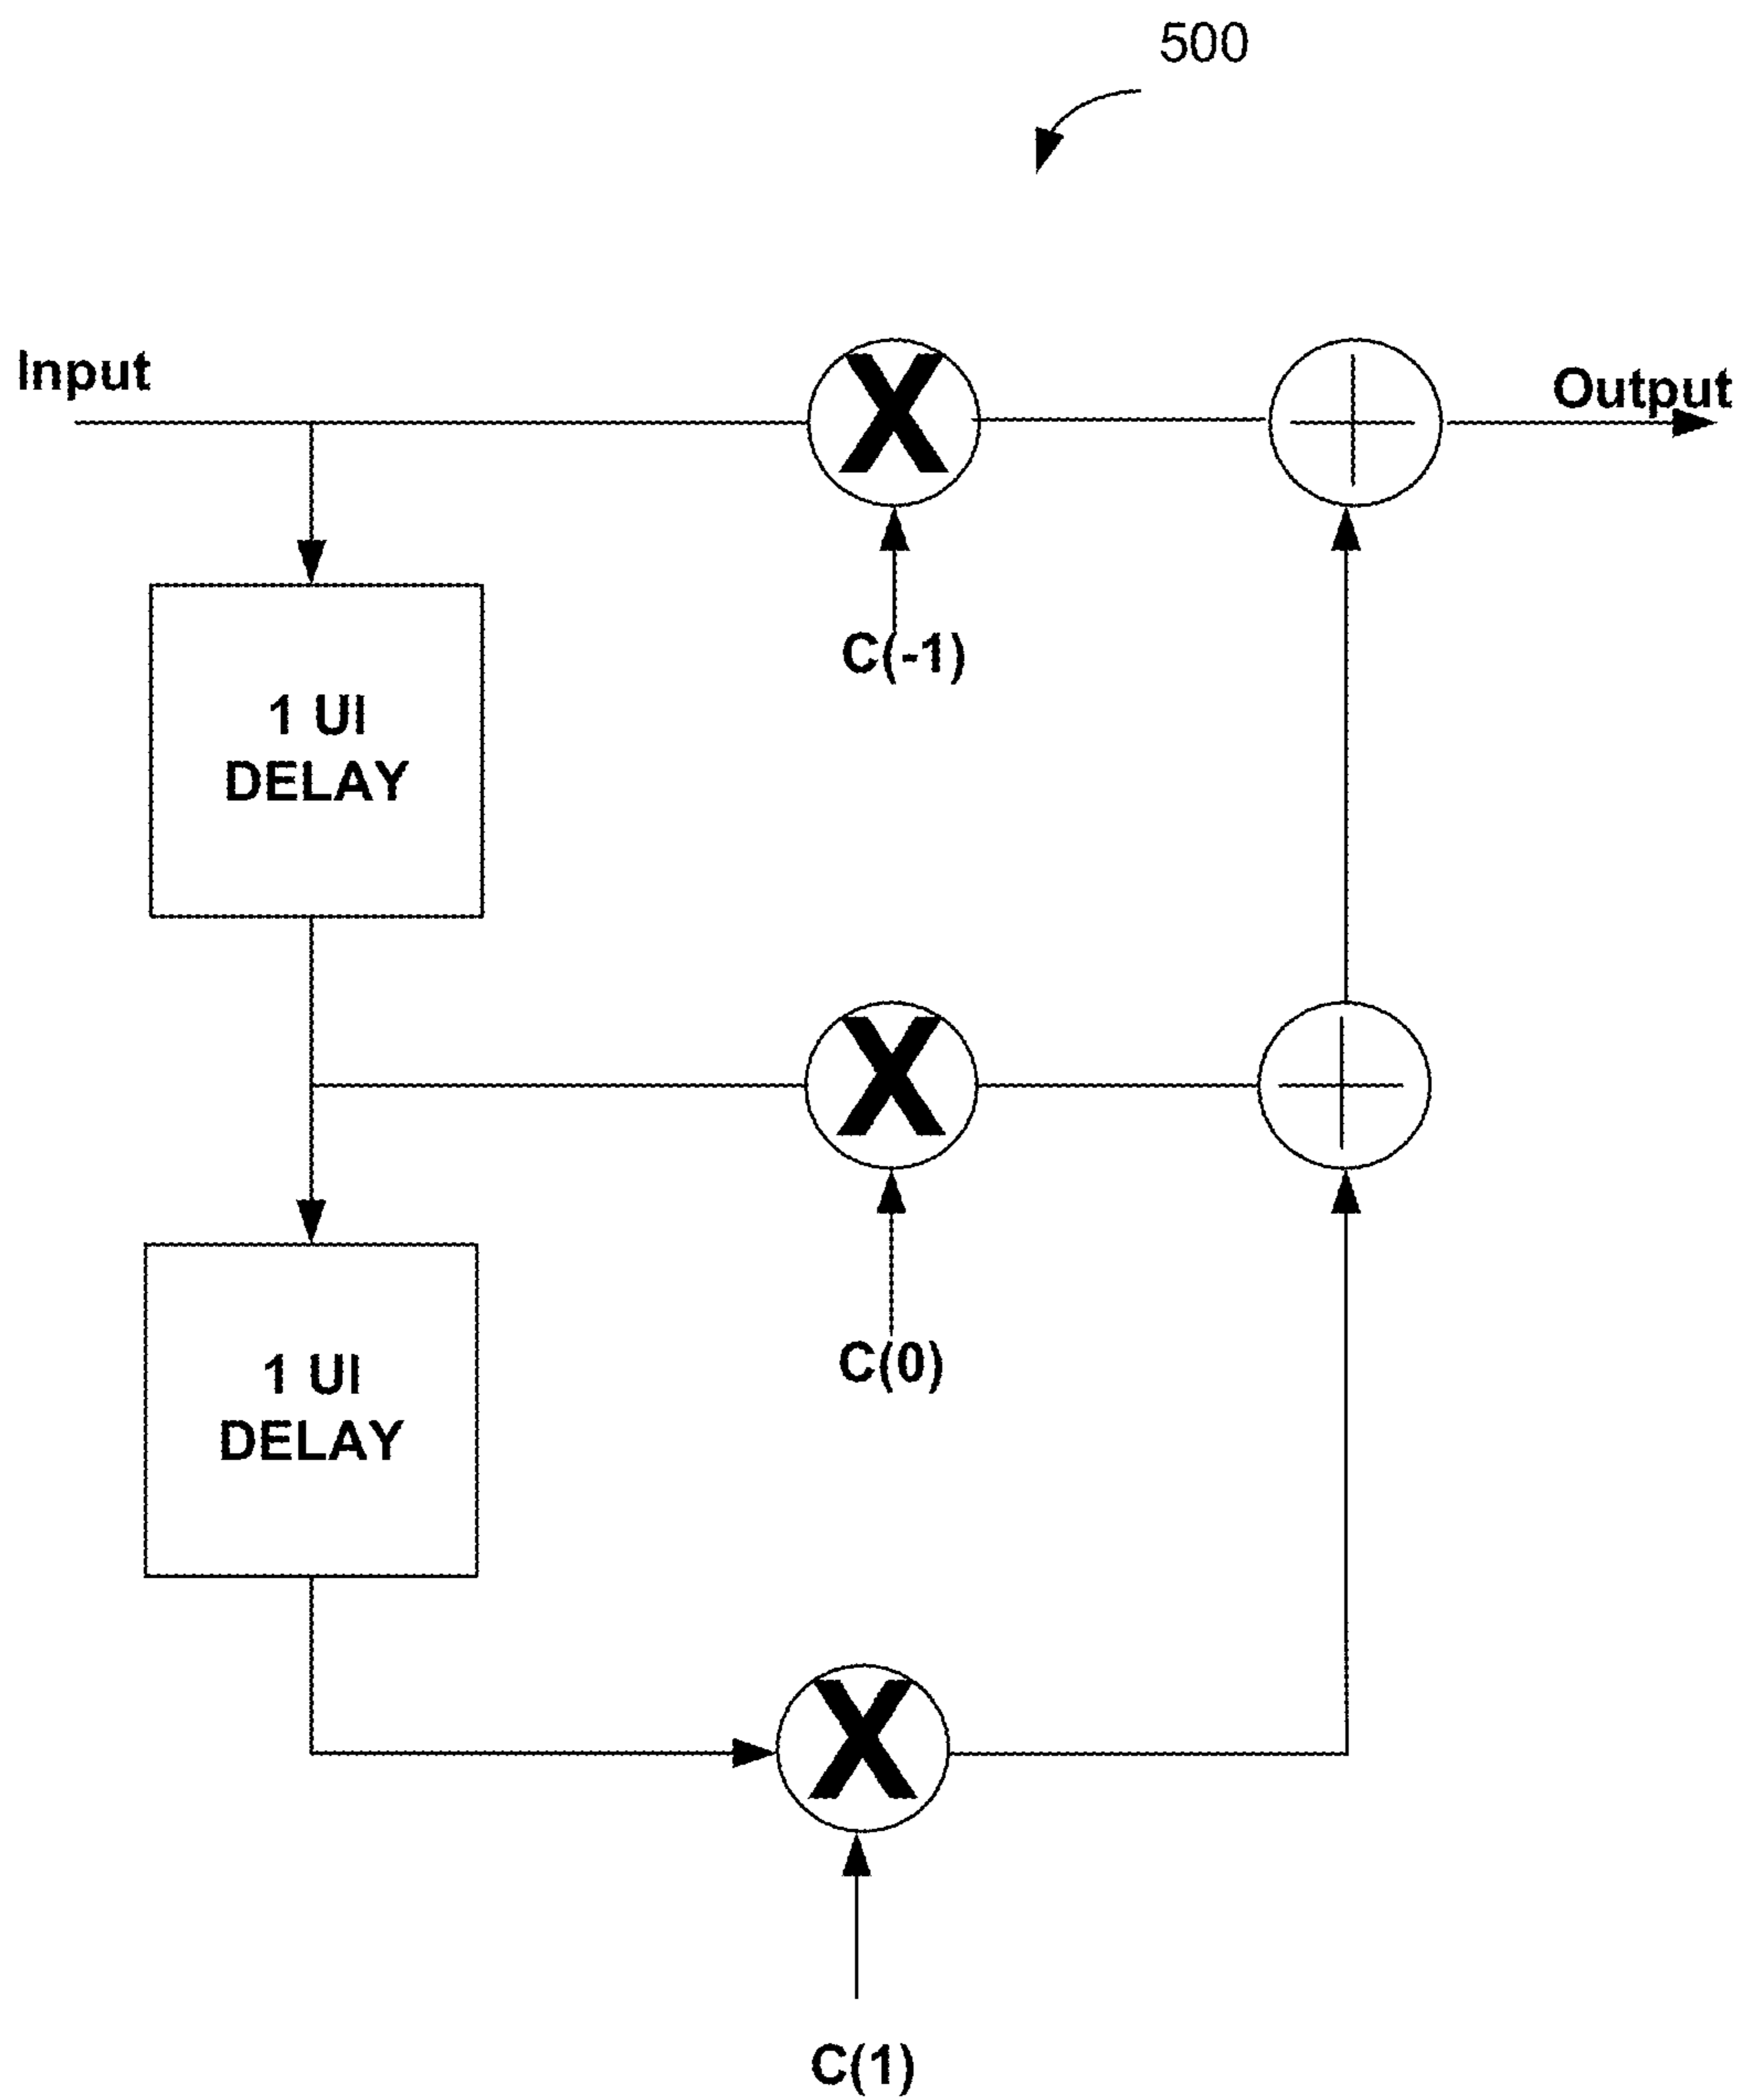 500
Input
Output
C(-1)
1 UI
DELAY
C(0)
1 UI
DELAY
C(1)